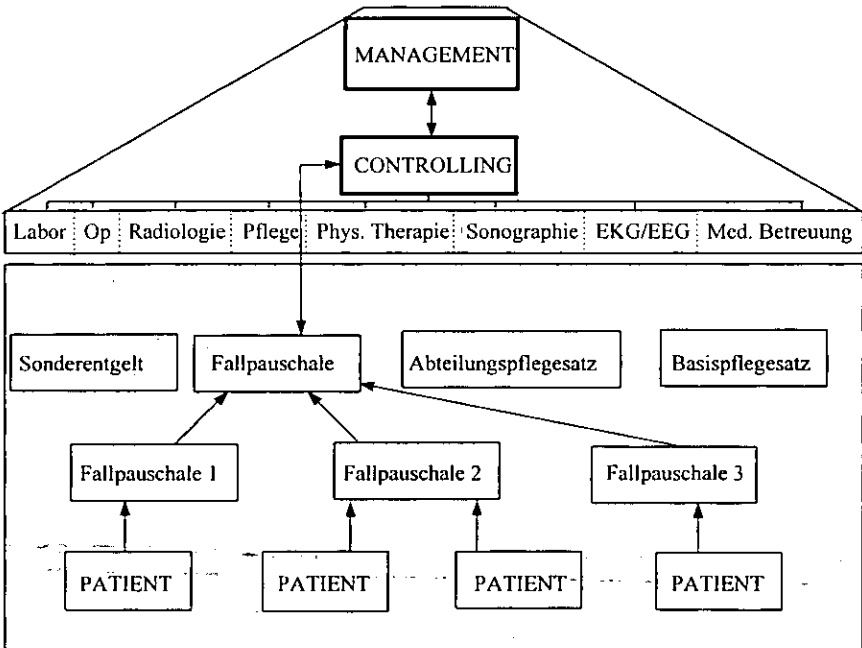 MANAGEMENT
CONTROLLING
Labor Op Radiologie Pflege Phys. Therapie Sonographie EKG/EEG Med. Betreuung
Sonderentgelt Fallpauschale Abteilungspflegesatz Basispflegesatz
Fallpauschale 1 Fallpauschale 2 Fallpauschale 3
PATIENT PATIENT PATIENT PATIENT